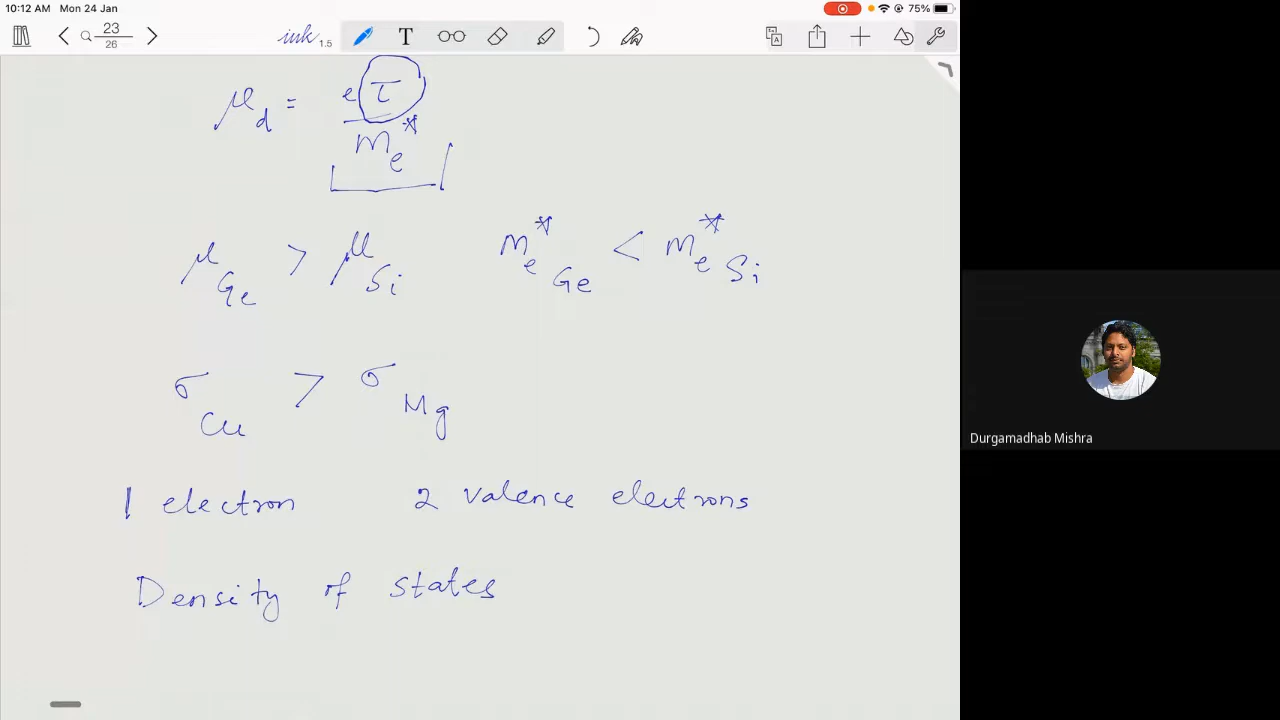 10:12 AM Mon 24 Jan 75%
23
26
ink 1.5 T
μd = eτ
me*
μGe > μSi me*Ge < me*Si
σCu > σMg
1 electron 2 valence electrons
Density of states
Durgamadhab Mishra